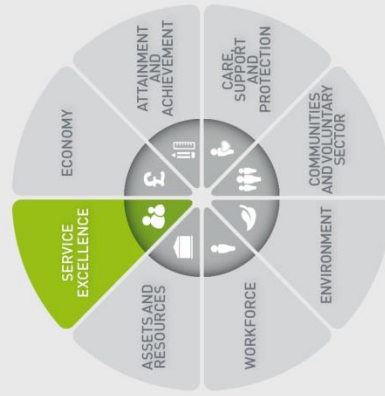 SERVICE
EXCELLENCE
ECONOMY
£
ATTAINMENT
AND
ACHIEVEMENT
CARE,
SUPPORT
AND
PROTECTION
COMMUNITIES
AND VOLUNTARY
SECTOR
ENVIRONMENT
WORKFORCE
ASSETS AND
RESOURCES